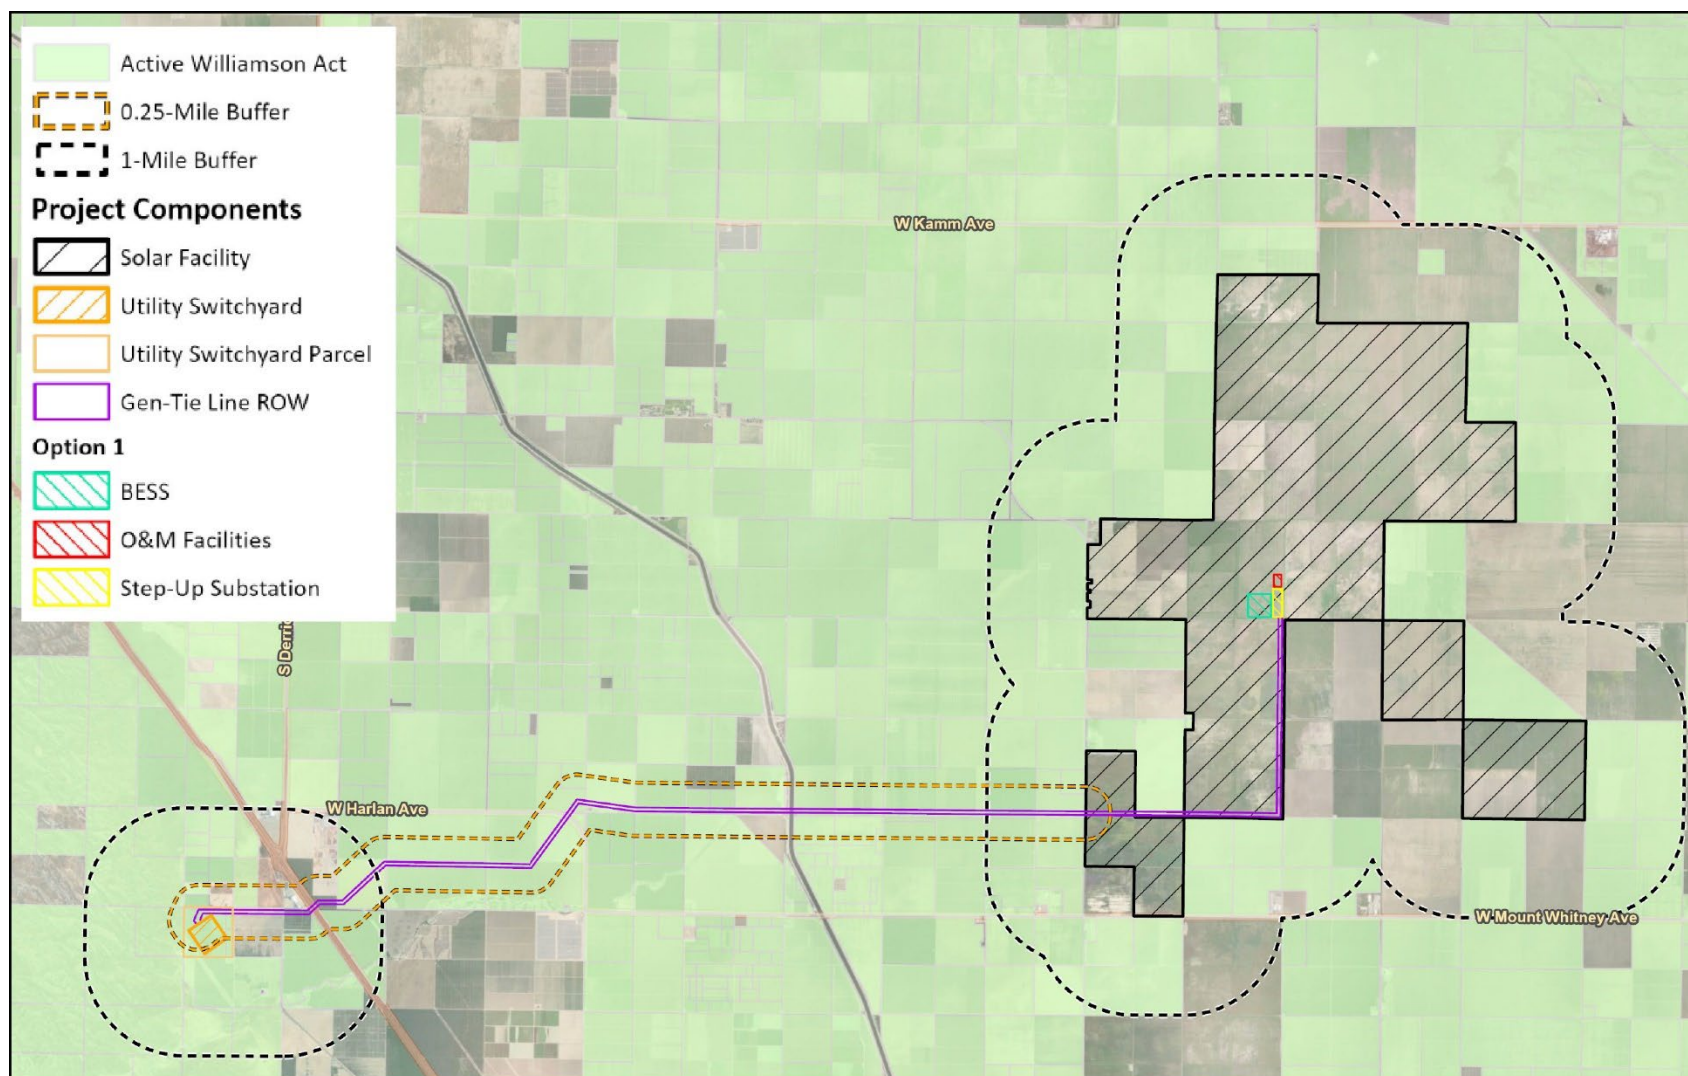 Active Williamson Act
0.25-Mile Buffer
1-Mile Buffer
Project Components
Solar Facility
Utility Switchyard
Utility Switchyard Parcel
Gen-Tie Line ROW
Option 1
BESS
O&M Facilities
Step-Up Substation
W Kamm Ave
S Derric
W Harlan Ave
W Mount Whitney Ave